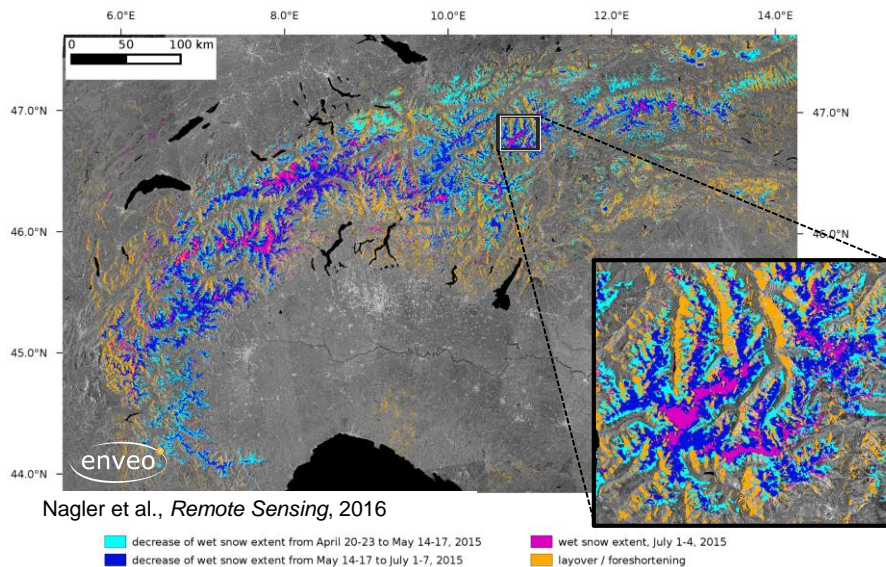 6.0°E 8.0°E 10.0°E 12.0°E 14.0°E
0 50 100 km
47.0°N 47.0°N
46.0°N 46.0°N
45.0°N
44.0°N
enveo
Nagler et al., Remote Sensing, 2016
decrease of wet snow extent from April 20-23 to May 14-17, 2015
decrease of wet snow extent from May 14-17 to July 1-7, 2015
wet snow extent, July 1-4, 2015
layover / foreshortening